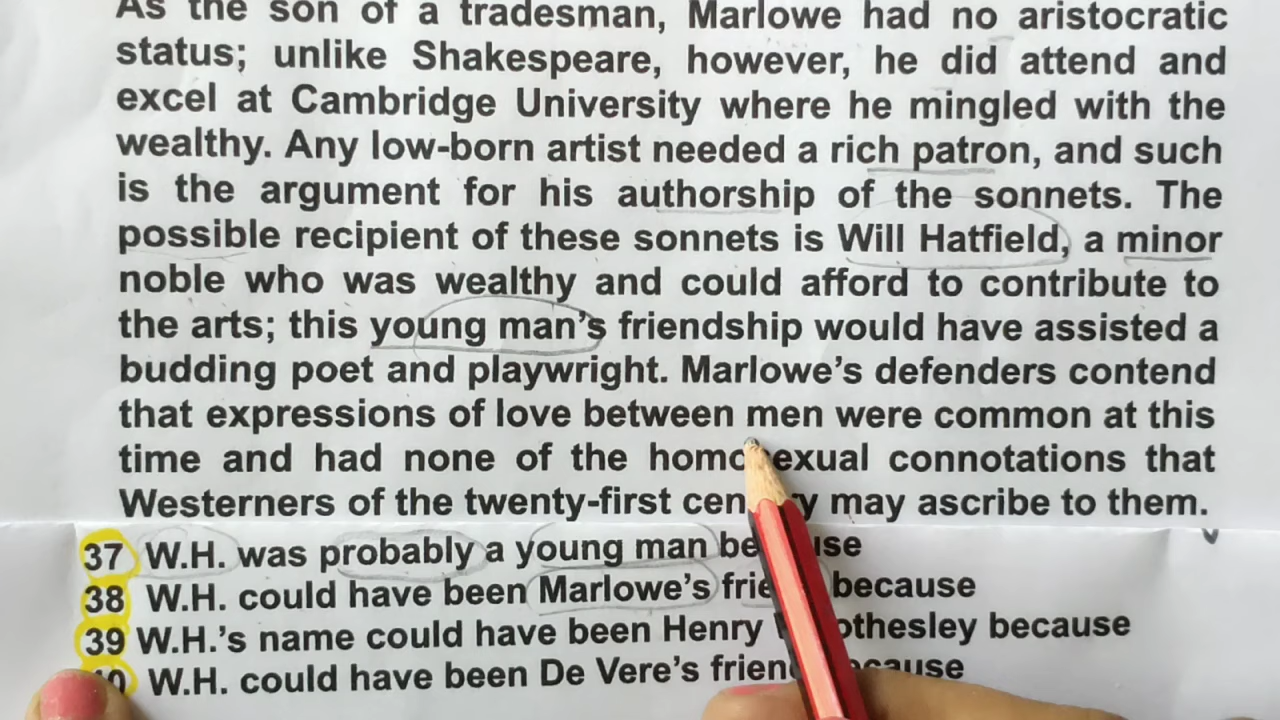 As the son of a tradesman, Marlowe had no aristocratic
status; unlike Shakespeare, however, he did attend and
excel at Cambridge University where he mingled with the
wealthy. Any low-born artist needed a rich patron, and such
is the argument for his authorship of the sonnets. The
possible recipient of these sonnets is Will Hatfield, a minor
noble who was wealthy and could afford to contribute to
the arts; this young man's friendship would have assisted a
budding poet and playwright. Marlowe's defenders contend
that expressions of love between men were common at this
time and had none of the homosexual connotations that
Westerners of the twenty-first century may ascribe to them.
37 W.H. was probably a young man because
38 W.H. could have been Marlowe's friend because
39 W.H.'s name could have been Henry because
W.H. could have been De Vere's friend because